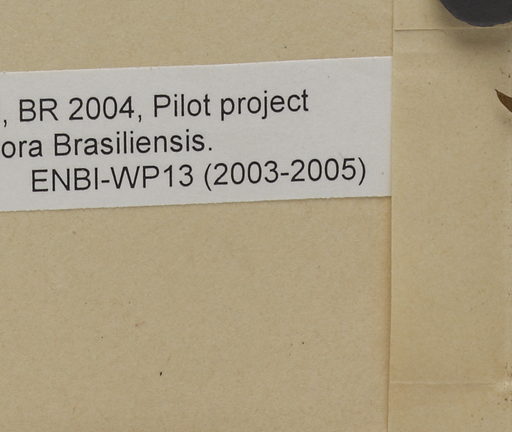 , BR 2004, Pilot project
ora Brasiliensis.
ENBI-WP13 (2003-2005)